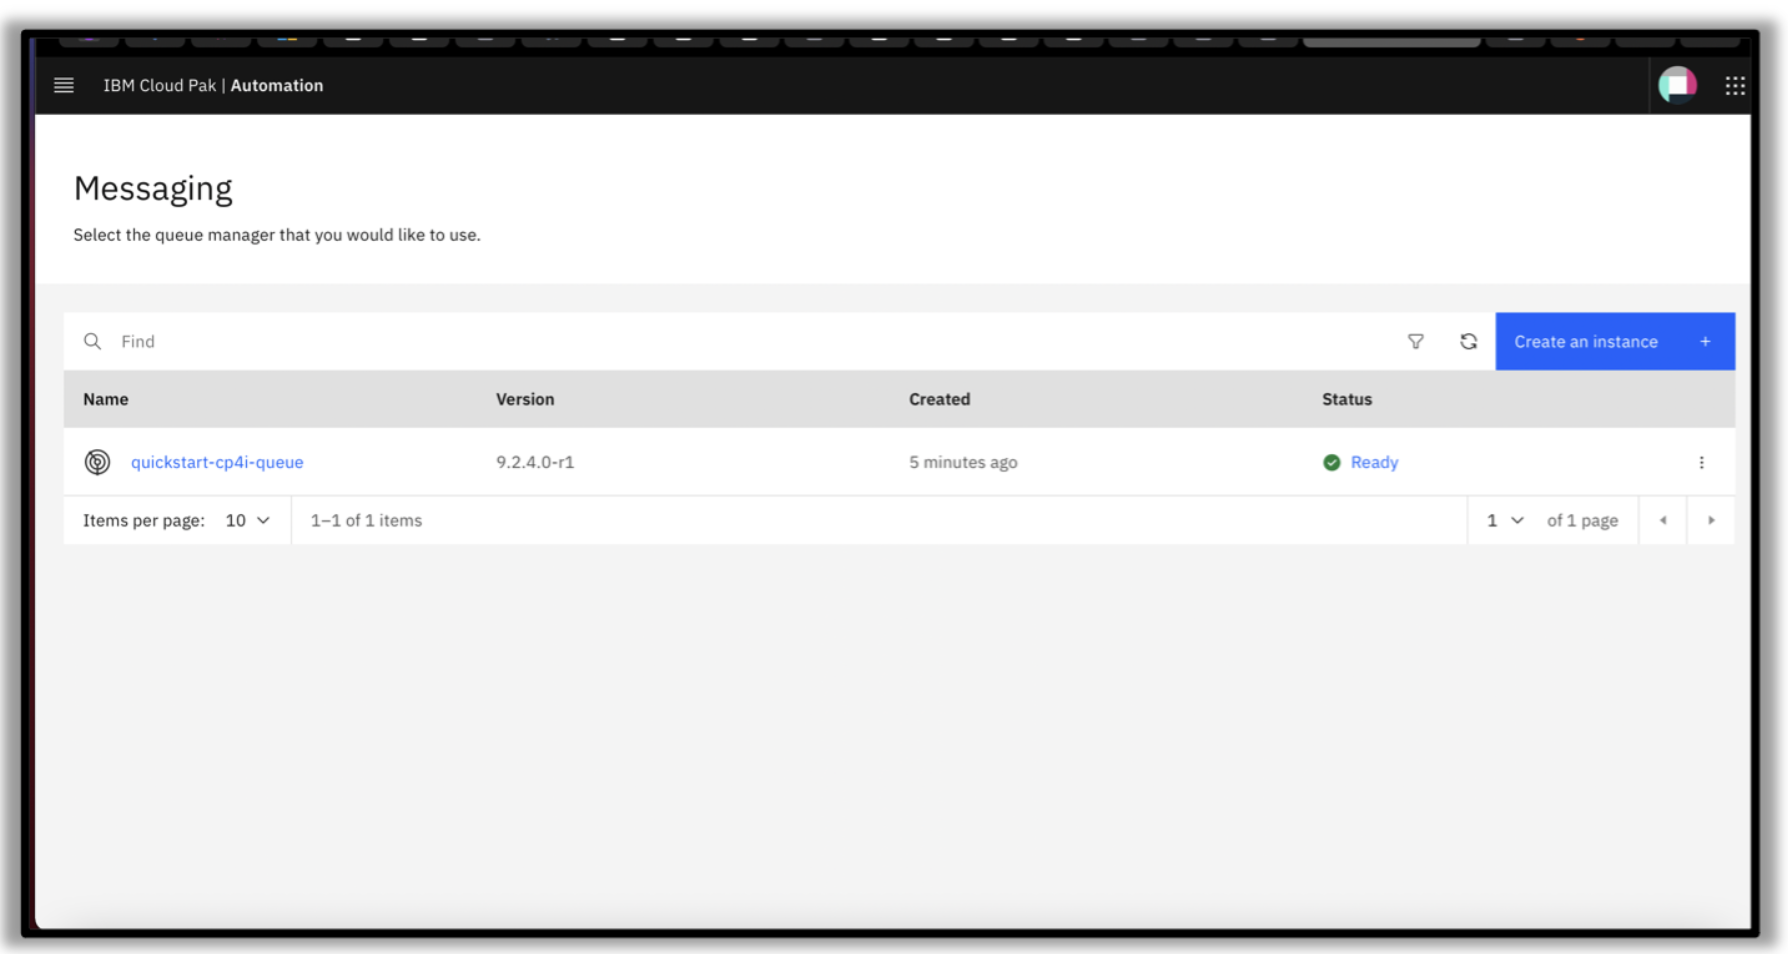 IBM Cloud Pak | Automation
Messaging
Select the queue manager that you would like to use.
Find
Create an instance +
Name Version Created Status
quickstart-cp4i-queue 9.2.4.0-r1 5 minutes ago Ready
Items per page: 10 1–1 of 1 items 1 of 1 page